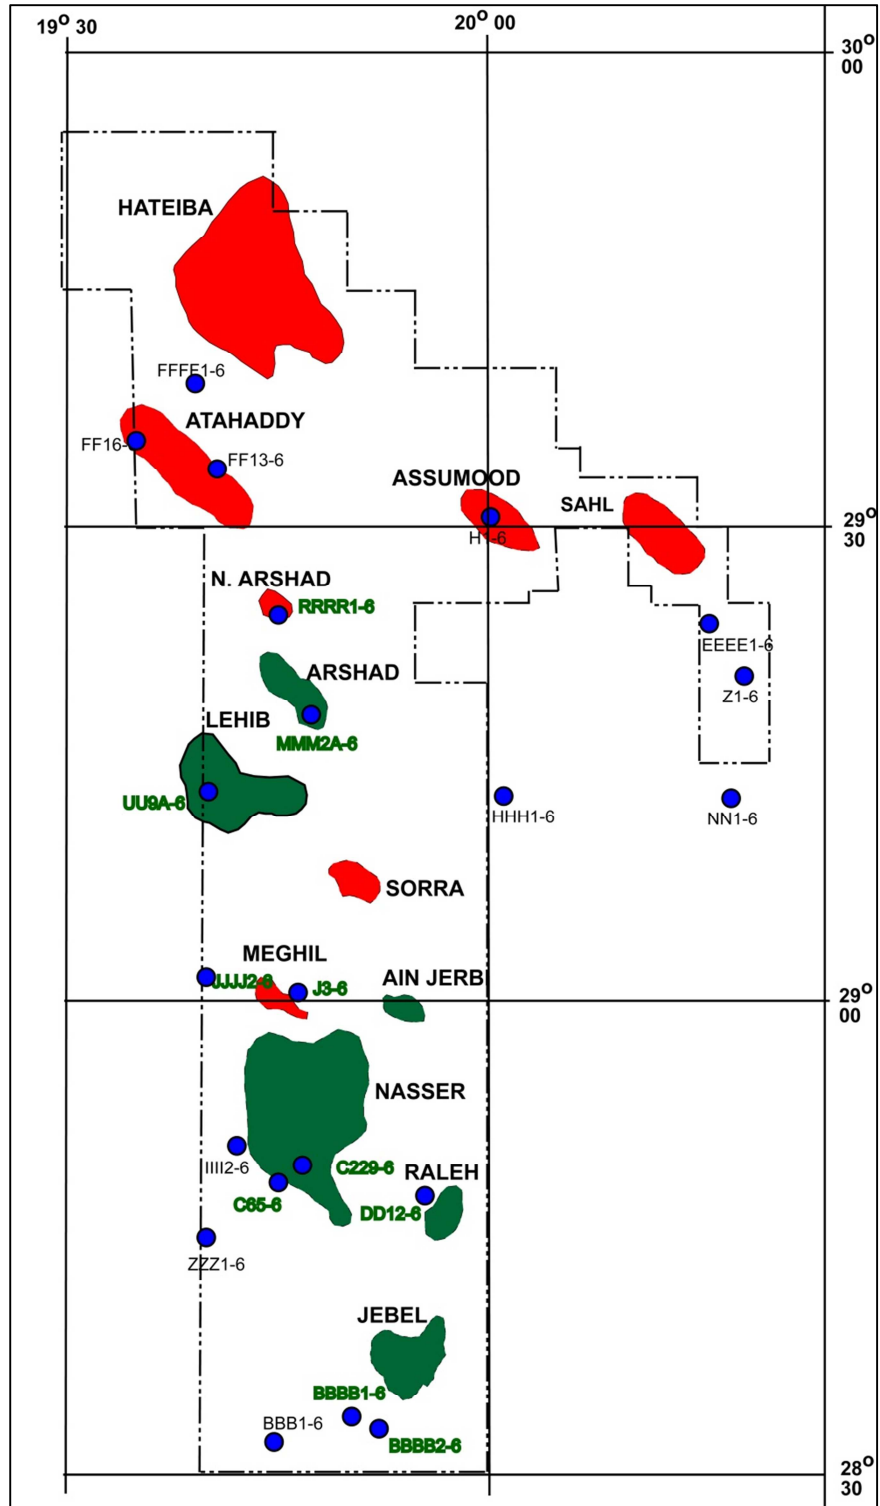 19° 30
20° 00
30° 00
HATEIBA
FFFF1-6
ATAHADDY
FF16-
FF13-6
ASSUMOOD
SAHL
H1-6
29° 30
N. ARSHAD
RRRR1-6
EEEE1-6
ARSHAD
Z1-6
LEHIB
MMM2A-6
UU9A-6
HHH1-6
NN1-6
SORRA
MEGHIL
AIN JERBI
JJJJ2-6
J3-6
29° 00
NASSER
IIII2-6
C229-6
RALEH
C65-6
DD12-6
ZZZ1-6
JEBEL
BBBB1-6
BBB1-6
BBBB2-6
28° 30